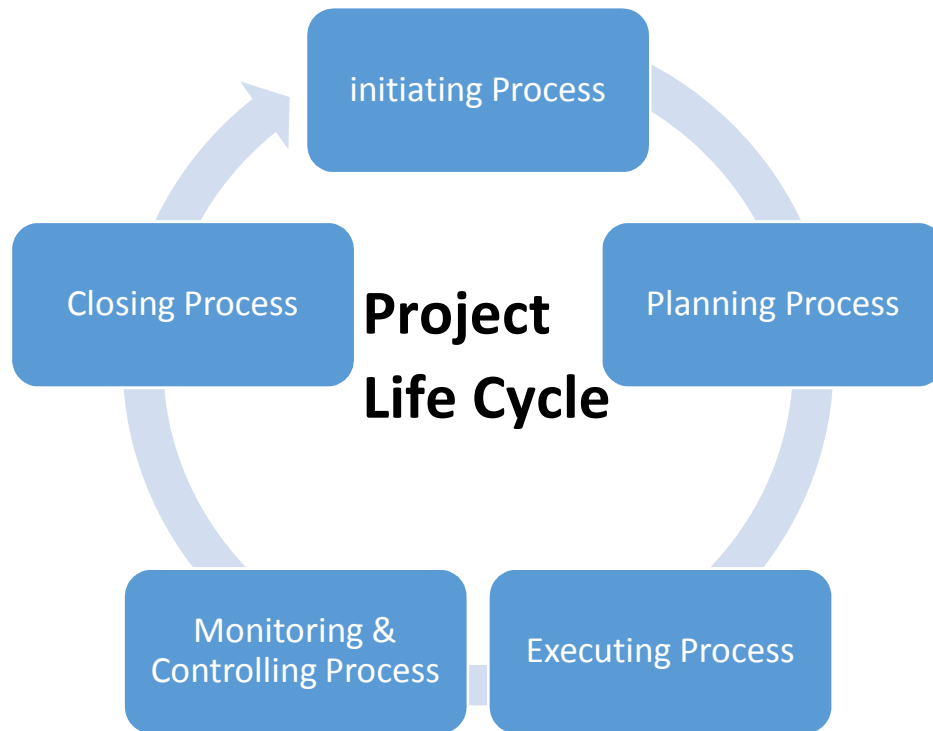 initiating Process
Planning Process
Executing Process
Monitoring &
Controlling Process
Closing Process
Project
Life Cycle